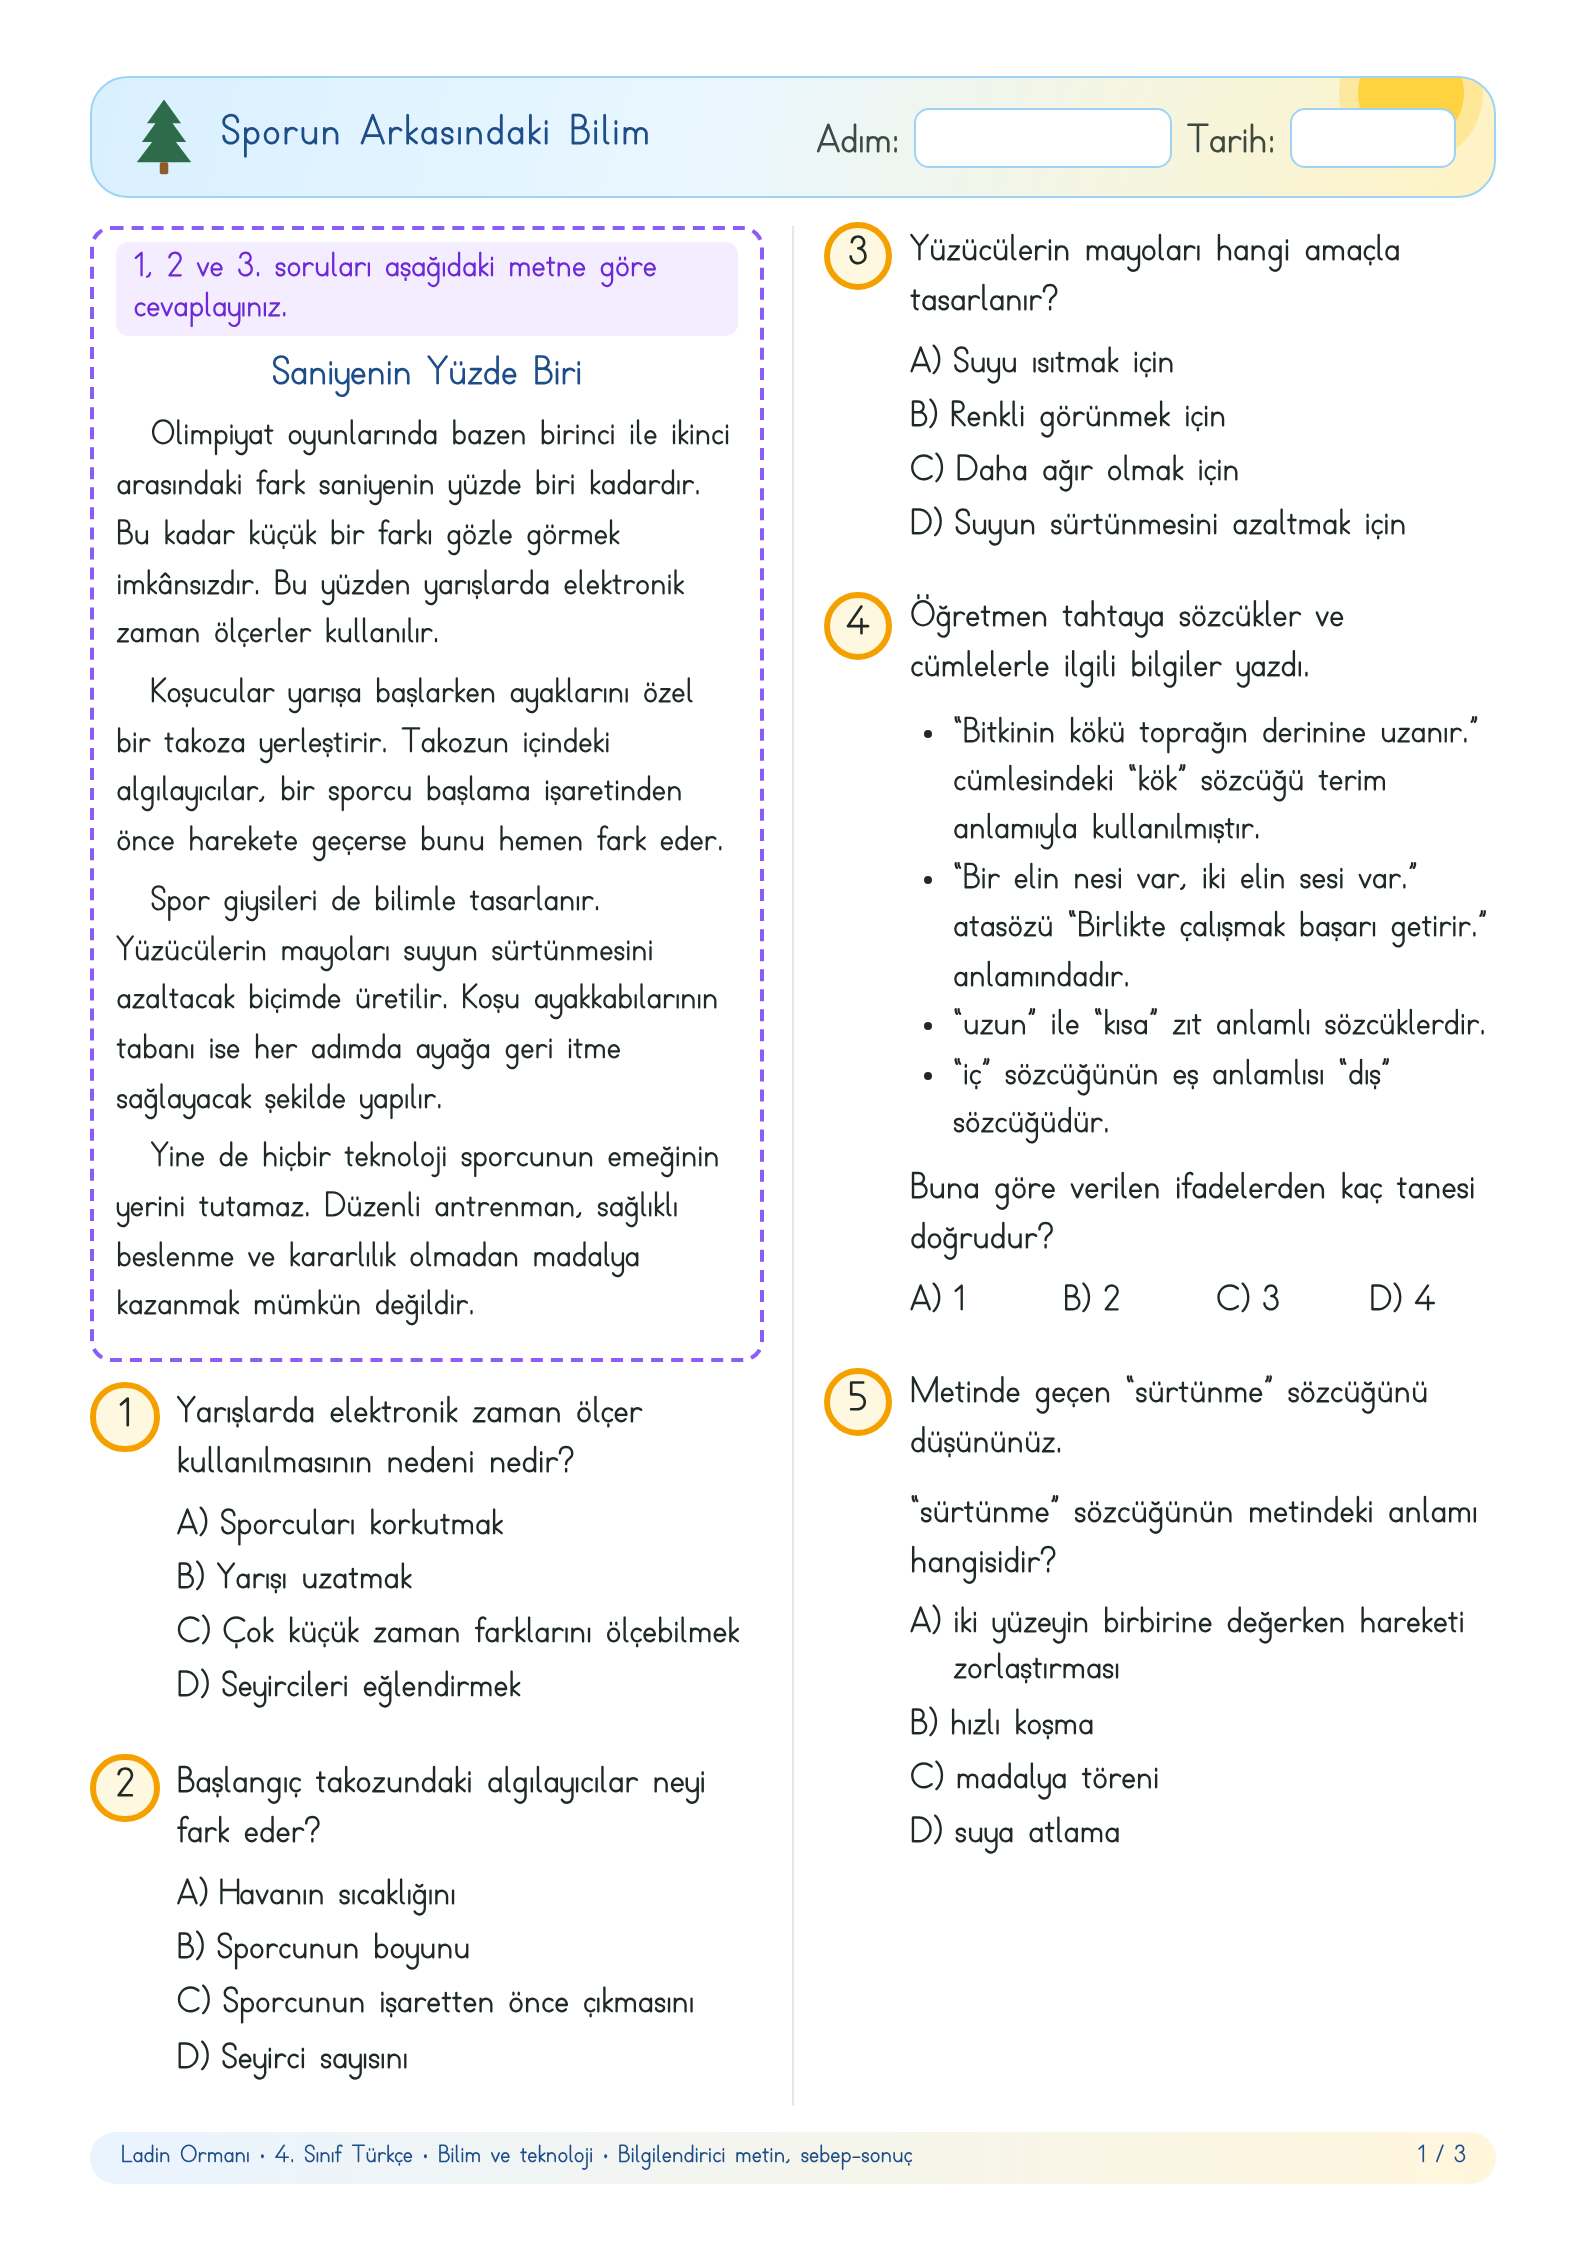 Sporun Arkasındaki Bilim
Adım:
Tarih:
1, 2 ve 3. soruları aşağıdaki metne göre
cevaplayınız.
Saniyenin Yüzde Biri
Olimpiyat oyunlarında bazen birinci ile ikinci
arasındaki fark saniyenin yüzde biri kadardır.
Bu kadar küçük bir farkı gözle görmek
imkânsızdır. Bu yüzden yarışlarda elektronik
zaman ölçerler kullanılır.
Koşucular yarışa başlarken ayaklarını özel
bir takoza yerleştirir. Takozun içindeki
algılayıcılar, bir sporcu başlama işaretinden
önce harekete geçerse bunu hemen fark eder.
Spor giysileri de bilimle tasarlanır.
Yüzücülerin mayoları suyun sürtünmesini
azaltacak biçimde üretilir. Koşu ayakkabılarının
tabanı ise her adımda ayağa geri itme
sağlayacak şekilde yapılır.
Yine de hiçbir teknoloji sporcunun emeğinin
yerini tutamaz. Düzenli antrenman, sağlıklı
beslenme ve kararlılık olmadan madalya
kazanmak mümkün değildir.
1
Yarışlarda elektronik zaman ölçer
kullanılmasının nedeni nedir?
A) Sporcuları korkutmak
B) Yarışı uzatmak
C) Çok küçük zaman farklarını ölçebilmek
D) Seyircileri eğlendirmek
2
Başlangıç takozundaki algılayıcılar neyi
fark eder?
A) Havanın sıcaklığını
B) Sporcunun boyunu
C) Sporcunun işaretten önce çıkmasını
D) Seyirci sayısını
3
Yüzücülerin mayoları hangi amaçla
tasarlanır?
A) Suyu ısıtmak için
B) Renkli görünmek için
C) Daha ağır olmak için
D) Suyun sürtünmesini azaltmak için
4
Öğretmen tahtaya sözcükler ve
cümlelerle ilgili bilgiler yazdı.
• “Bitkinin kökü toprağın derinine uzanır.”
cümlesindeki “kök” sözcüğü terim
anlamıyla kullanılmıştır.
• “Bir elin nesi var, iki elin sesi var.”
atasözü “Birlikte çalışmak başarı getirir.”
anlamındadır.
• “uzun” ile “kısa” zıt anlamlı sözcüklerdir.
• “iç” sözcüğünün eş anlamlısı “dış”
sözcüğüdür.
Buna göre verilen ifadelerden kaç tanesi
doğrudur?
A) 1 B) 2 C) 3 D) 4
5
Metinde geçen “sürtünme” sözcüğünü
düşününüz.
“sürtünme” sözcüğünün metindeki anlamı
hangisidir?
A) iki yüzeyin birbirine değerken hareketi
zorlaştırması
B) hızlı koşma
C) madalya töreni
D) suya atlama
Ladin Ormanı • 4. Sınıf Türkçe • Bilim ve teknoloji • Bilgilendirici metin, sebep-sonuç
1 / 3